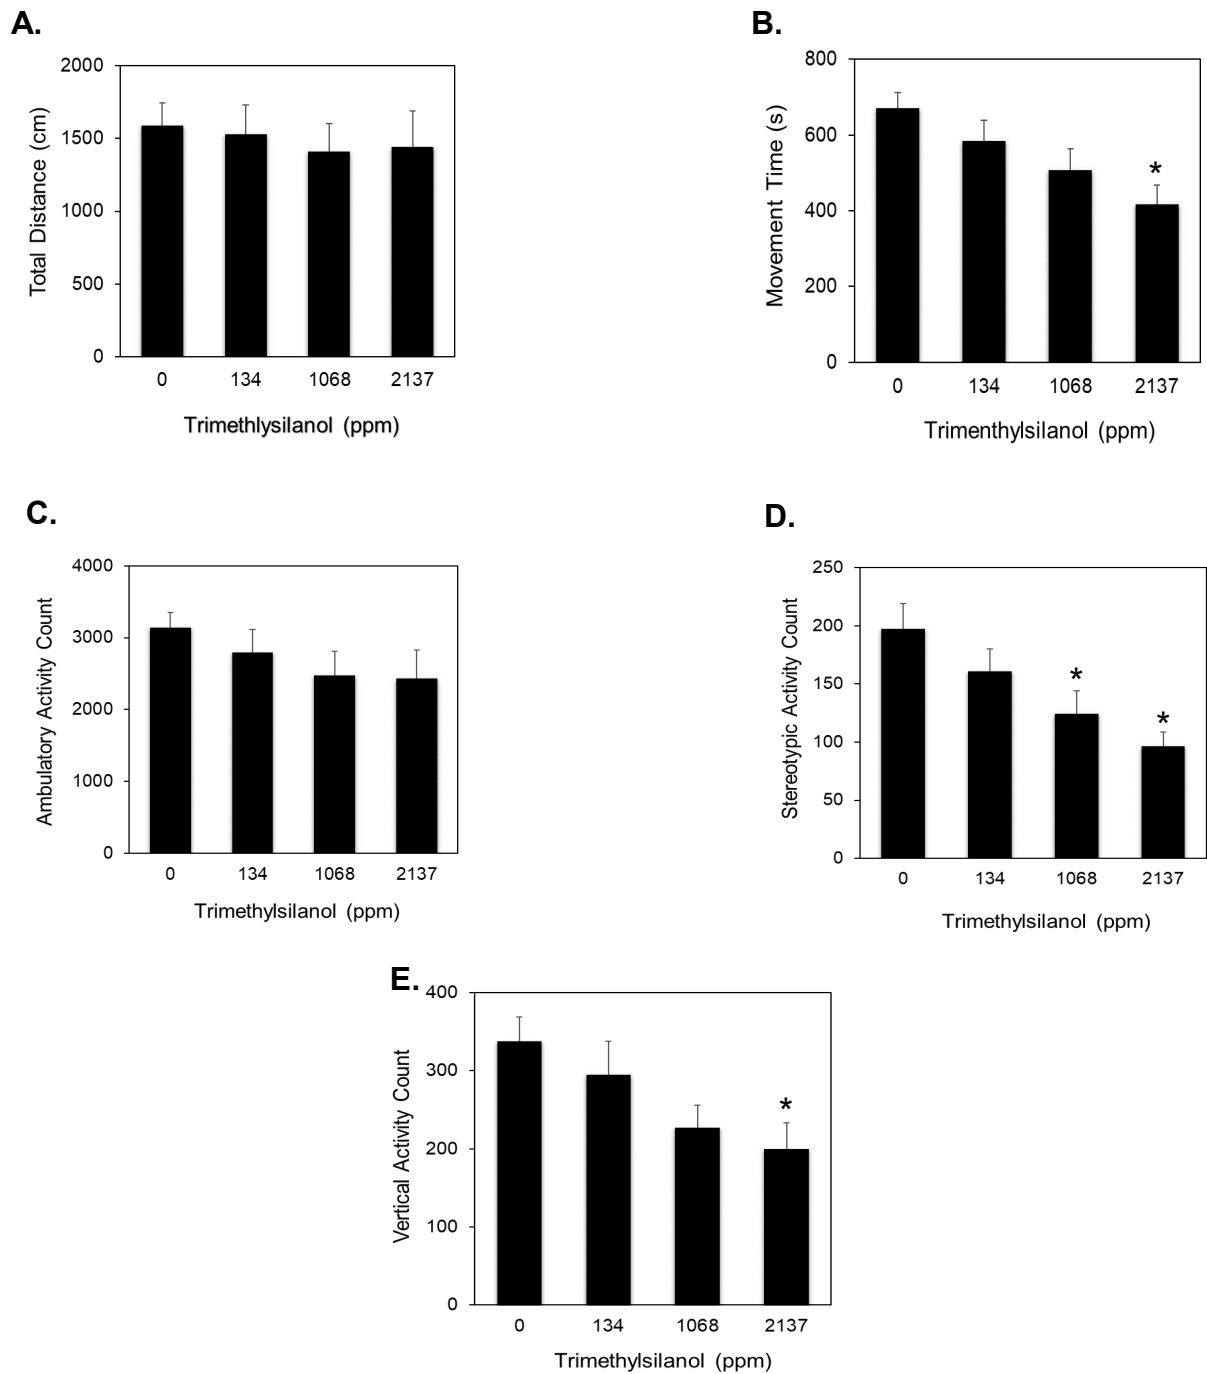 A.
2000
1500
1000
500
0
Total Distance (cm)
0 134 1068 2137
Trimethlysilanol (ppm)
B.
800
600
400
200
0
Movement Time (s)
*
0 134 1068 2137
Trimenthylsilanol (ppm)
C.
4000
3000
2000
1000
0
Ambulatory Activity Count
0 134 1068 2137
Trimethylsilanol (ppm)
D.
250
200
150
100
50
0
Stereotypic Activity Count
*
*
0 134 1068 2137
Trimethylsilanol (ppm)
E.
400
300
200
100
0
Vertical Activity Count
*
0 134 1068 2137
Trimethylsilanol (ppm)